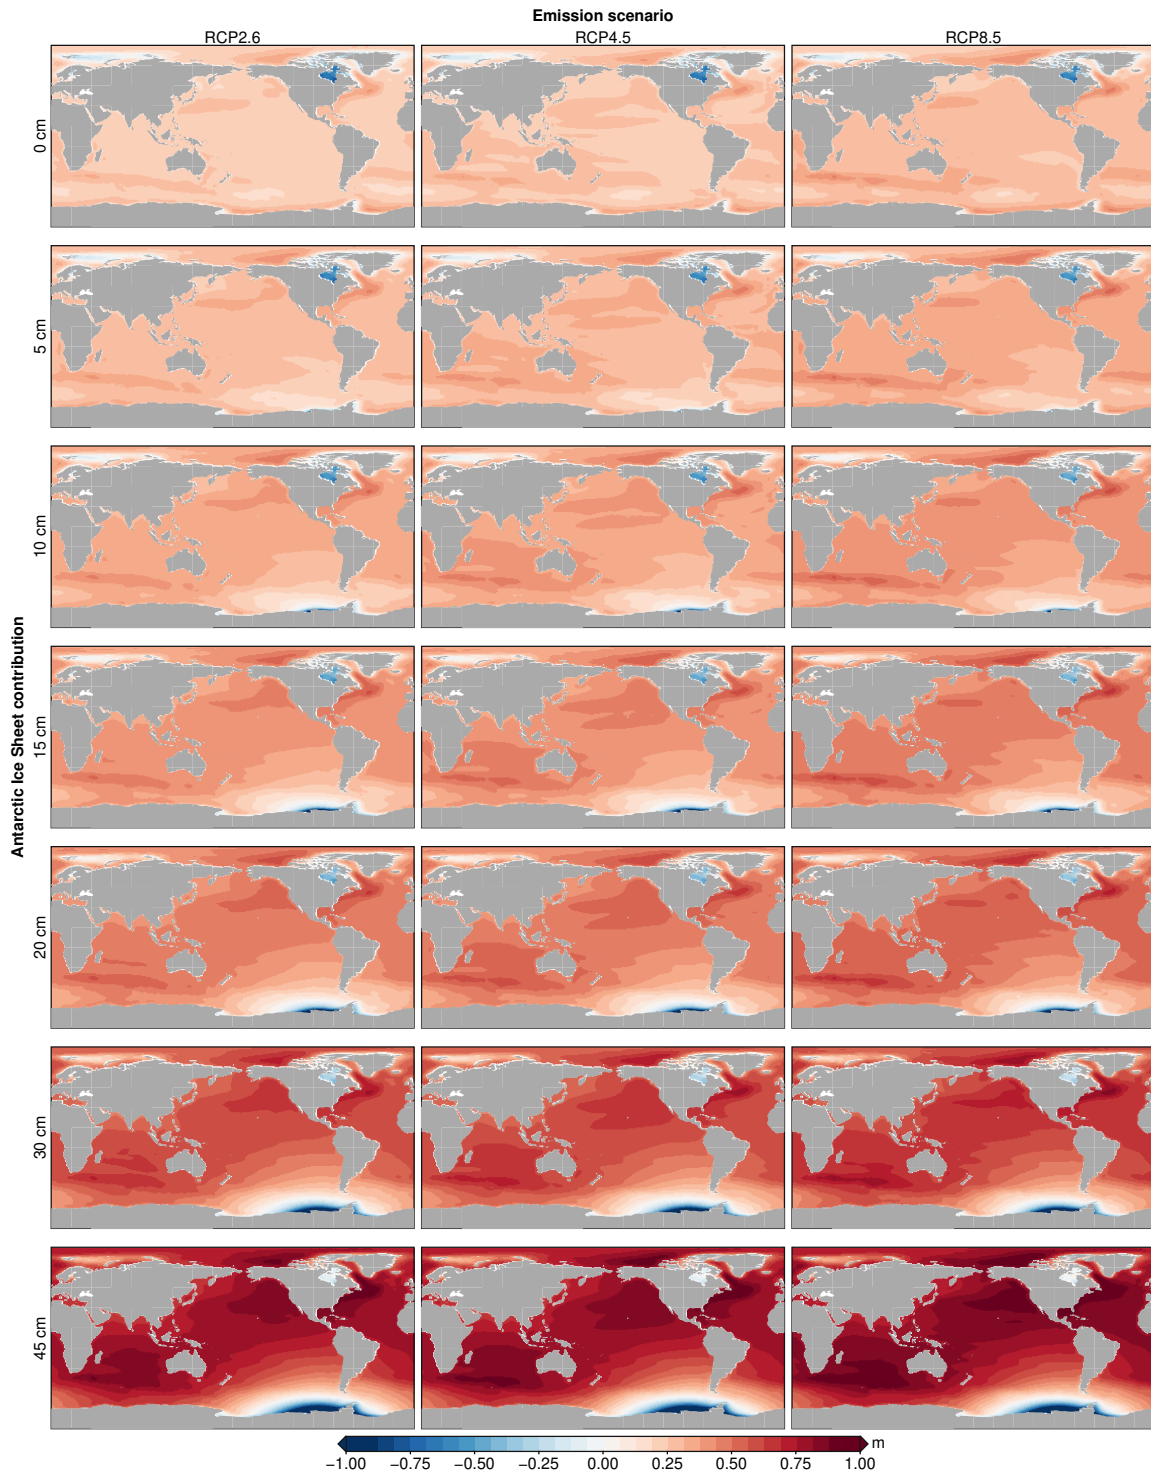 Emission scenario
RCP2.6
RCP4.5
RCP8.5
Antarctic Ice Sheet contribution
0 cm
5 cm
10 cm
15 cm
20 cm
30 cm
45 cm
m
−1.00 −0.75 −0.50 −0.25 0.00 0.25 0.50 0.75 1.00